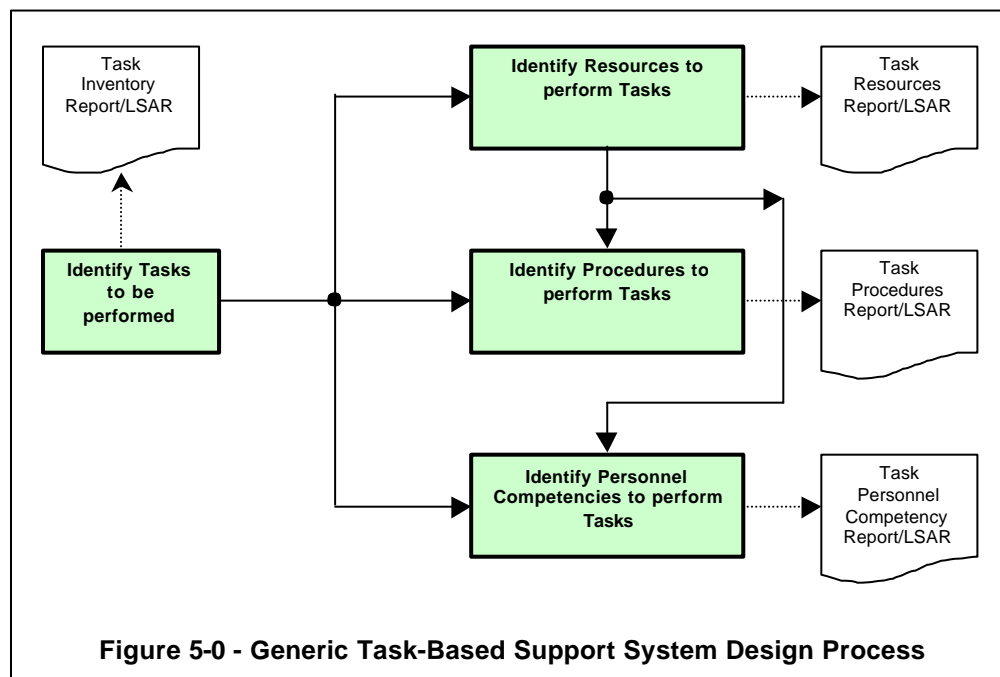 Task
Inventory
Report/LSAR
Identify Resources to
perform Tasks
Task
Resources
Report/LSAR
Identify Tasks
to be
performed
Identify Procedures to
perform Tasks
Task
Procedures
Report/LSAR
Identify Personnel
Competencies to perform
Tasks
Task
Personnel
Competency
Report/LSAR
Figure 5-0 - Generic Task-Based Support System Design Process